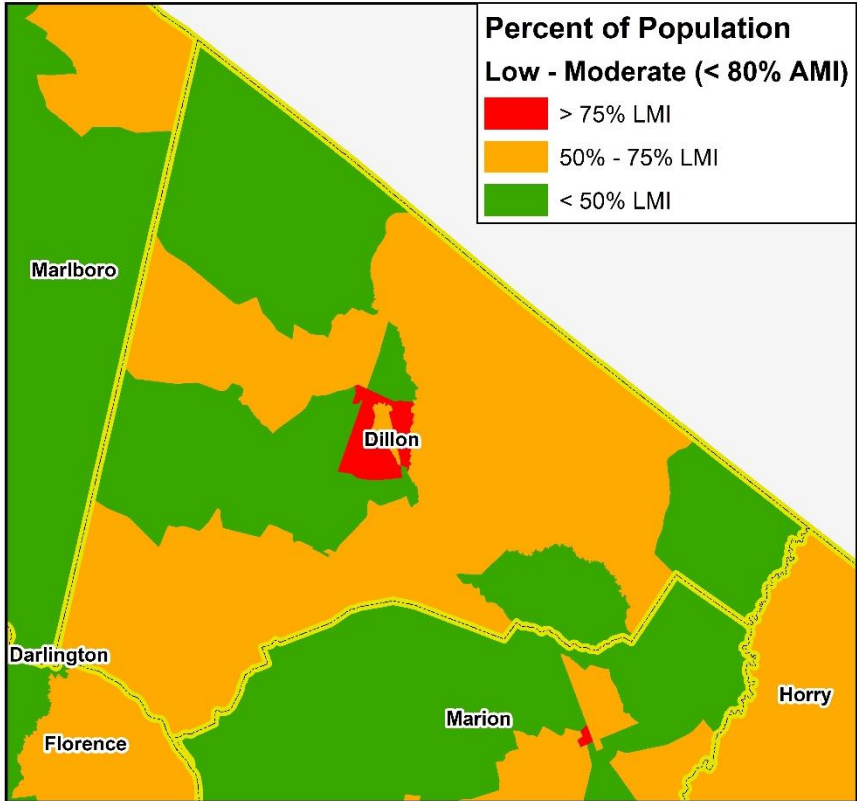 Percent of Population
Low - Moderate (< 80% AMI)
> 75% LMI
50% - 75% LMI
< 50% LMI
Marlboro
Dillon
Darlington
Horry
Marion
Florence